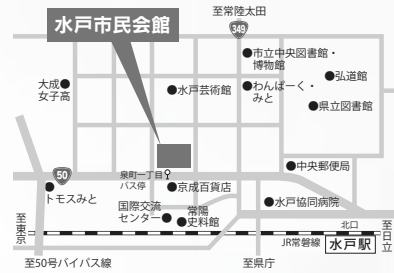 至常陸太田
水戸市民会館
349
市立中央図書館・
博物館
弘道館
大成
女子高
水戸芸術館
わんぱーく・
みと
県立図書館
泉町一丁目
バス停
中央郵便局
50
京成百貨店
トモスみと
国際交流
センター
常陽
史料館
水戸協同病院
至東京
北口
至日立
JR常磐線
水戸駅
至50号バイパス線
至県庁